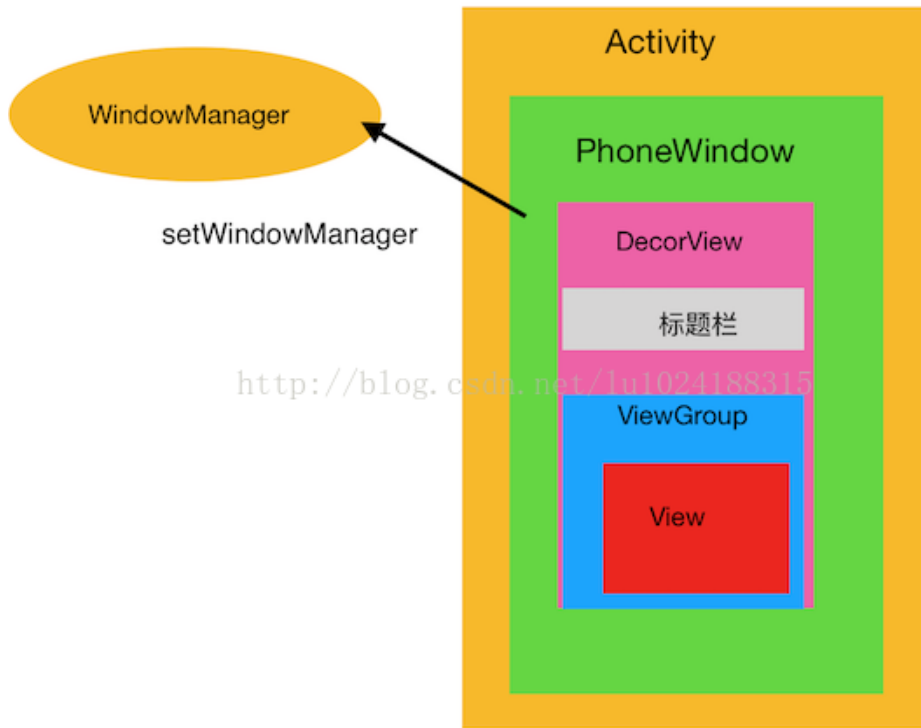 Activity
WindowManager
PhoneWindow
setWindowManager
DecorView
标题栏
http://blog.csdn.net/lu1024188315
ViewGroup
View